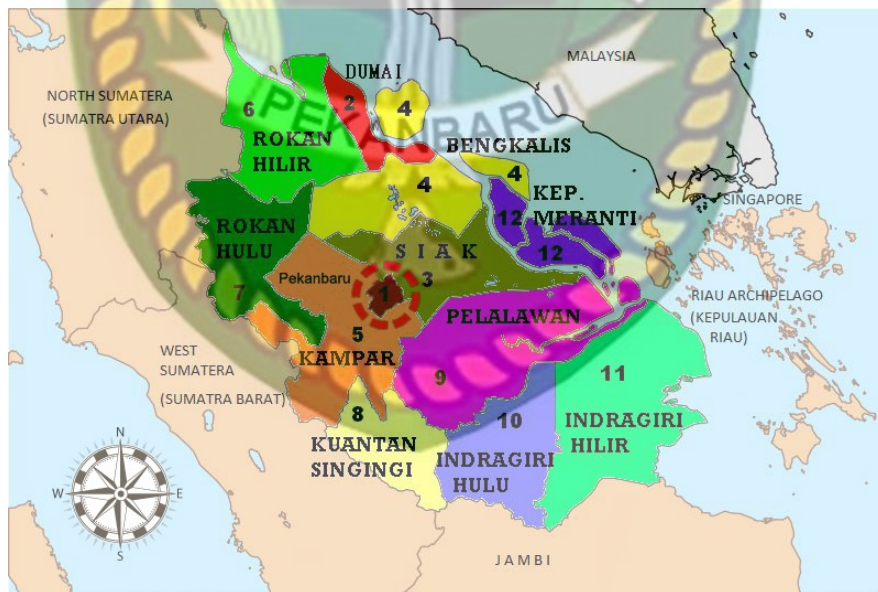 MALAYSIA
DUMAI
NORTH SUMATERA
(SUMATRA UTARA)
6
2
4
PEKANBARU
ROKAN
HILIR
BENGKALIS
4
4
KEP.
MERANTI
12
12
SINGAPORE
ROKAN
HULU
7
SIAK
3
Pekanbaru
1
RIAU ARCHIPELAGO
(KEPULAUAN
RIAU)
PELALAWAN
9
5
KAMPAR
WEST
SUMATERA
(SUMATRA BARAT)
8
KUANTAN
SINGINGI
10
INDRAGIRI
HULU
11
INDRAGIRI
HILIR
N
W
E
S
JAMBI